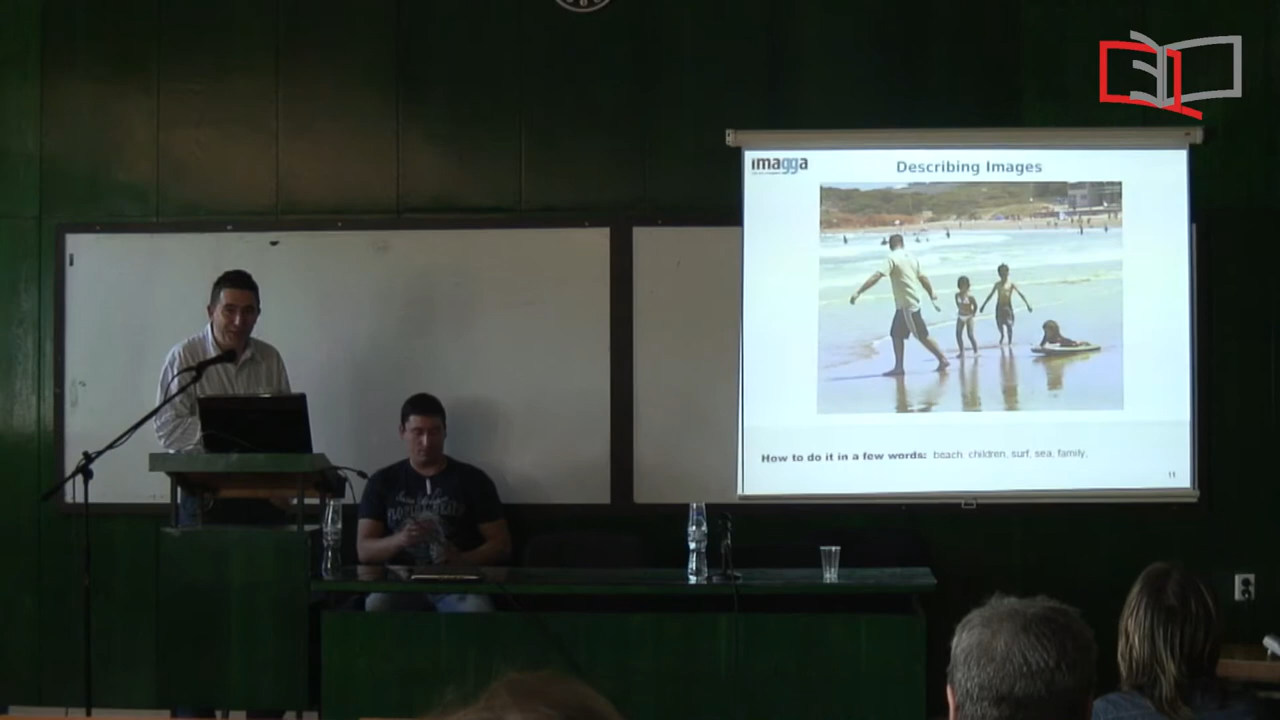 imagga
Describing Images
How to do it in a few words: beach, children, surf, sea, family,
11